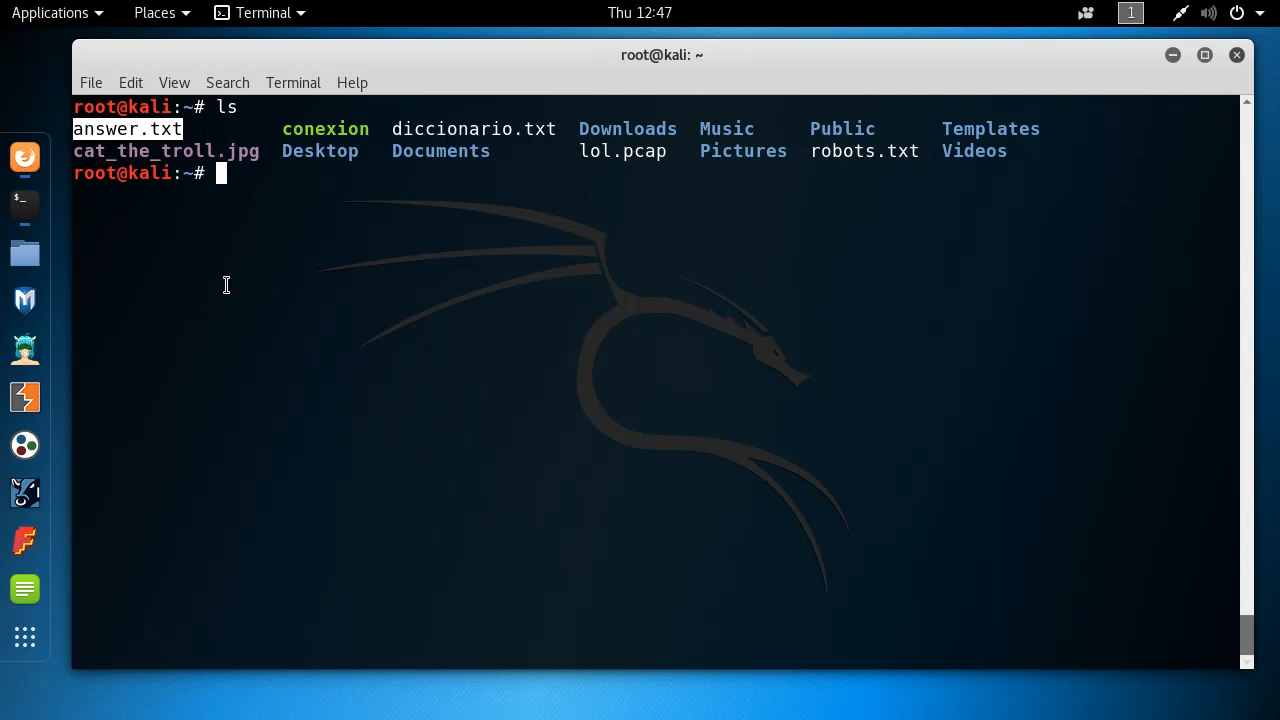 Applications Places Terminal Thu 12:47 1
root@kali: ~
File Edit View Search Terminal Help
root@kali:~# ls
answer.txt conexion diccionario.txt Downloads Music Public Templates
cat_the_troll.jpg Desktop Documents lol.pcap Pictures robots.txt Videos
root@kali:~#